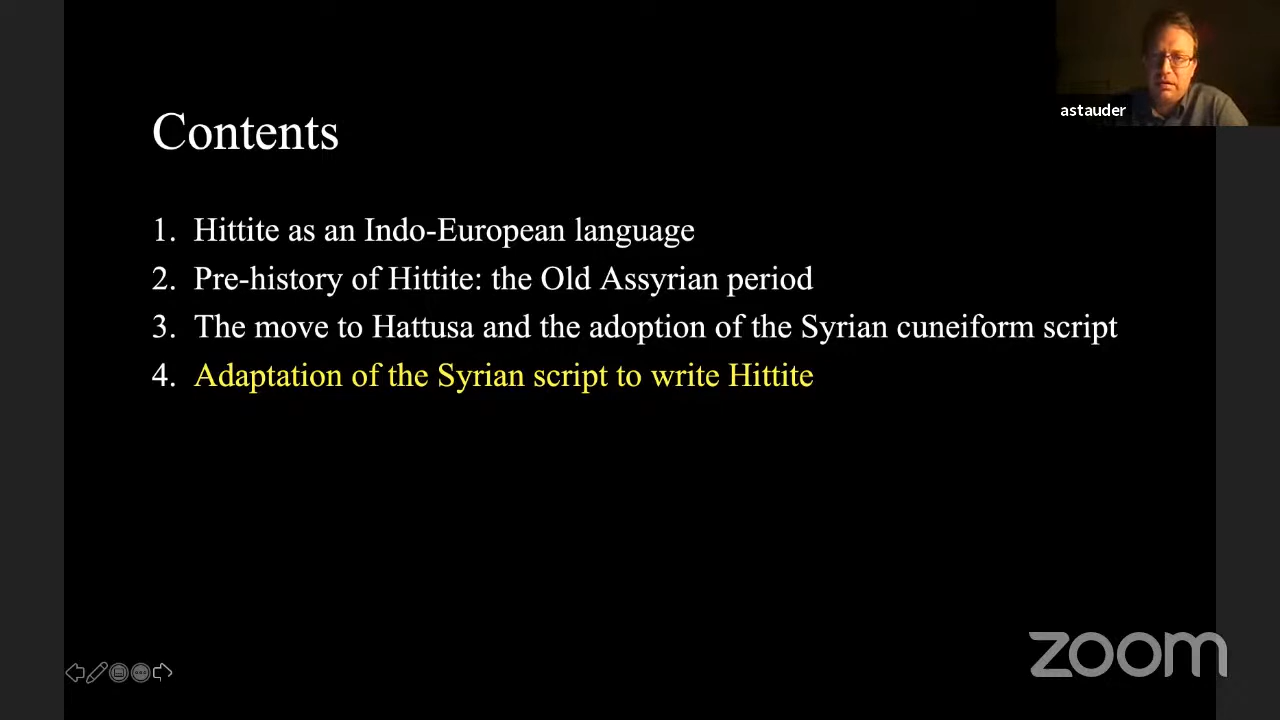 astauder
Contents
1. Hittite as an Indo-European language
2. Pre-history of Hittite: the Old Assyrian period
3. The move to Hattusa and the adoption of the Syrian cuneiform script
4. Adaptation of the Syrian script to write Hittite
zoom